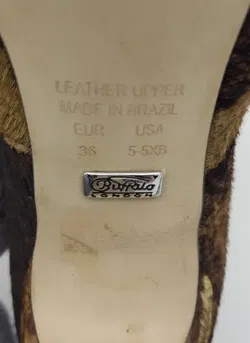 LEATHER UPPER
MADE IN BRAZIL
EUR USA
36 5-5XB
Buffalo
LONDON